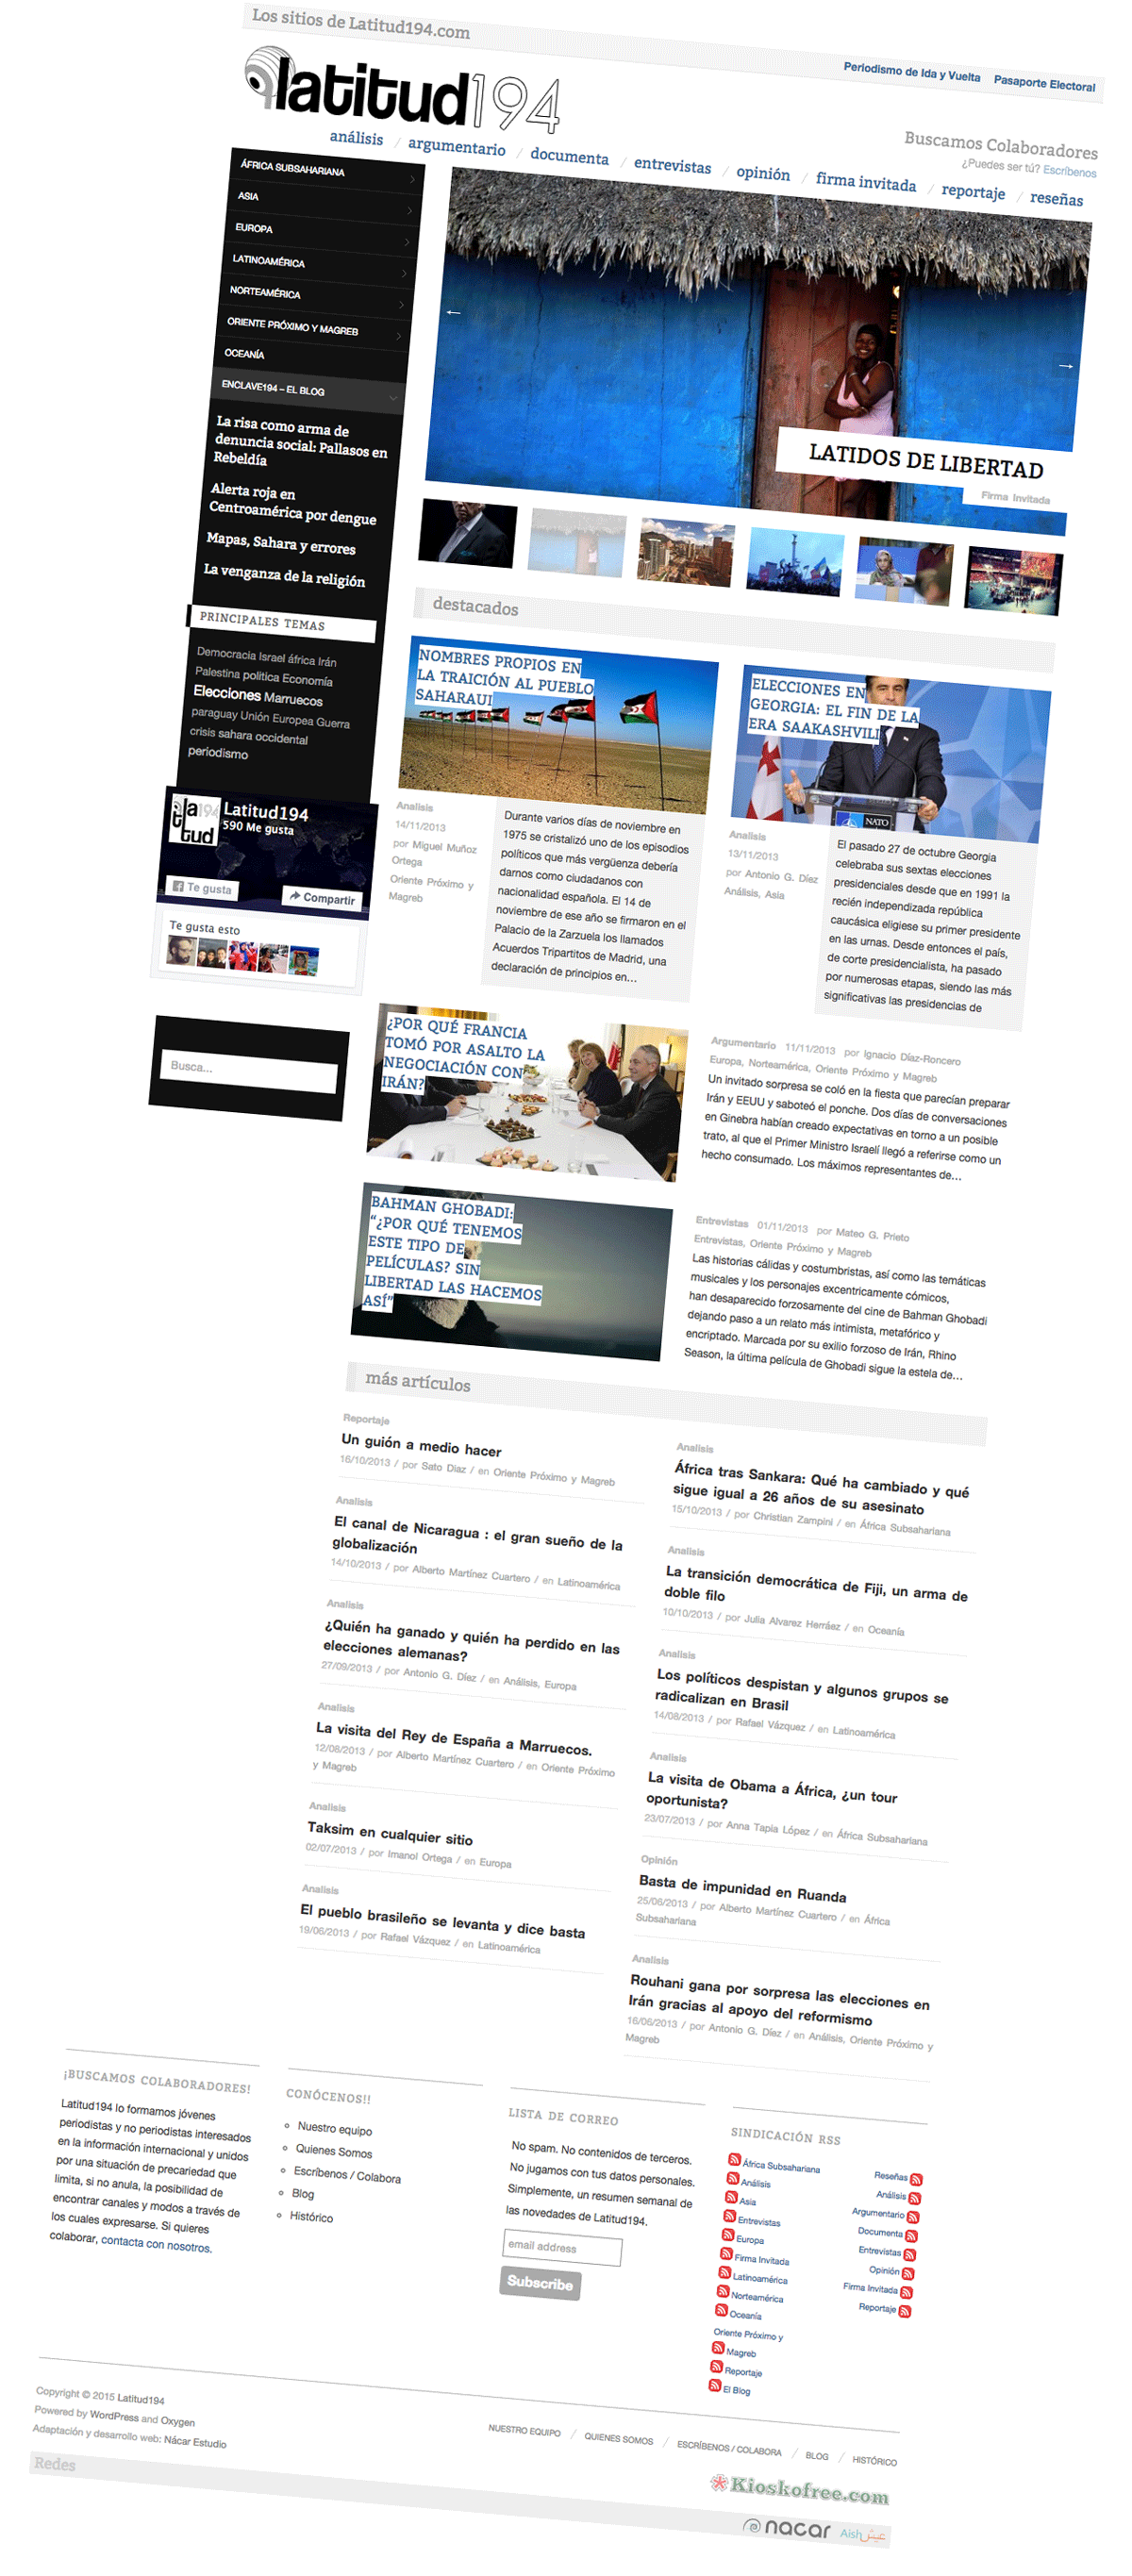 Los sitios de Latitud194.com
Periodismo de Ida y Vuelta
Pasaporte Electoral
latitud194
Buscamos Colaboradores
¿Puedes ser tú? Escríbenos
análisis / argumentario / documenta / entrevistas / opinión / firma invitada / reportaje / reseñas
ÁFRICA SUBSAHARIANA
ASIA
EUROPA
LATINOAMÉRICA
NORTEAMÉRICA
ORIENTE PRÓXIMO Y MAGREB
OCEANÍA
ENCLAVE194 – EL BLOG
La risa como arma de
denuncia social: Pallasos en
Rebeldía
Alerta roja en
Centroamérica por dengue
Mapas, Sahara y errores
La venganza de la religión
PRINCIPALES TEMAS
Democracia Israel áfrica Irán
Palestina politica Economía
Elecciones Marruecos
paraguay Unión Europea Guerra
crisis sahara occidental
periodismo
latitud194
Latitud194
590 Me gusta
Te gusta
Compartir
Te gusta esto
Busca...
LATIDOS DE LIBERTAD
Firma Invitada
destacados
NOMBRES PROPIOS EN
LA TRAICIÓN AL PUEBLO
SAHARAUI
Analisis
14/11/2013
por Miguel Muñoz
Ortega
Oriente Próximo y
Magreb
Durante varios días de noviembre en
1975 se cristalizó uno de los episodios
políticos que más vergüenza debería
darnos como ciudadanos con
nacionalidad española. El 14 de
noviembre de ese año se firmaron en el
Palacio de la Zarzuela los llamados
Acuerdos Tripartitos de Madrid, una
declaración de principios en...
ELECCIONES EN
GEORGIA: EL FIN DE LA
ERA SAAKASHVILI
NATO
Analisis
13/11/2013
por Antonio G. Díez
Análisis, Asia
El pasado 27 de octubre Georgia
celebraba sus sextas elecciones
presidenciales desde que en 1991 la
recién independizada república
caucásica eligiese su primer presidente
en las urnas. Desde entonces el país,
de corte presidencialista, ha pasado
por numerosas etapas, siendo las más
significativas las presidencias de
¿POR QUÉ FRANCIA
TOMÓ POR ASALTO LA
NEGOCIACIÓN CON
IRÁN?
Argumentario 11/11/2013 por Ignacio Díaz-Roncero
Europa, Norteamérica, Oriente Próximo y Magreb
Un invitado sorpresa se coló en la fiesta que parecían preparar
Irán y EEUU y saboteó el ponche. Dos días de conversaciones
en Ginebra habían creado expectativas en torno a un posible
trato, al que el Primer Ministro Israelí llegó a referirse como un
hecho consumado. Los máximos representantes de...
BAHMAN GHOBADI:
“¿POR QUÉ TENEMOS
ESTE TIPO DE
PELÍCULAS? SIN
LIBERTAD LAS HACEMOS
ASÍ”
Entrevistas 01/11/2013 por Mateo G. Prieto
Entrevistas, Oriente Próximo y Magreb
Las historias cálidas y costumbristas, así como las temáticas
musicales y los personajes excentricamente cómicos,
han desaparecido forzosamente del cine de Bahman Ghobadi
dejando paso a un relato más intimista, metafórico y
encriptado. Marcada por su exilio forzoso de Irán, Rhino
Season, la última película de Ghobadi sigue la estela de...
más artículos
Reportaje
Un guión a medio hacer
16/10/2013 / por Sato Diaz / en Oriente Próximo y Magreb
Analisis
El canal de Nicaragua : el gran sueño de la
globalización
14/10/2013 / por Alberto Martínez Cuartero / en Latinoamérica
Analisis
¿Quién ha ganado y quién ha perdido en las
elecciones alemanas?
27/09/2013 / por Antonio G. Díez / en Análisis, Europa
Analisis
La visita del Rey de España a Marruecos.
12/08/2013 / por Alberto Martínez Cuartero / en Oriente Próximo
y Magreb
Analisis
Taksim en cualquier sitio
02/07/2013 / por Imanol Ortega / en Europa
Analisis
El pueblo brasileño se levanta y dice basta
19/06/2013 / por Rafael Vázquez / en Latinoamérica
Analisis
África tras Sankara: Qué ha cambiado y qué
sigue igual a 26 años de su asesinato
15/10/2013 / por Christian Zampini / en África Subsahariana
Analisis
La transición democrática de Fiji, un arma de
doble filo
10/10/2013 / por Julia Alvarez Herráez / en Oceanía
Analisis
Los políticos despistan y algunos grupos se
radicalizan en Brasil
14/08/2013 / por Rafael Vázquez / en Latinoamérica
Analisis
La visita de Obama a África, ¿un tour
oportunista?
23/07/2013 / por Anna Tapia López / en África Subsahariana
Opinión
Basta de impunidad en Ruanda
25/06/2013 / por Alberto Martínez Cuartero / en África
Subsahariana
Analisis
Rouhani gana por sorpresa las elecciones en
Irán gracias al apoyo del reformismo
16/06/2013 / por Antonio G. Díez / en Análisis, Oriente Próximo y
Magreb
¡BUSCAMOS COLABORADORES!
Latitud194 lo formamos jóvenes
periodistas y no periodistas interesados
en la información internacional y unidos
por una situación de precariedad que
limita, si no anula, la posibilidad de
encontrar canales y modos a través de
los cuales expresarse. Si quieres
colaborar, contacta con nosotros.
CONÓCENOS!!
Nuestro equipo
Quienes Somos
Escríbenos / Colabora
Blog
Histórico
LISTA DE CORREO
No spam. No contenidos de terceros.
No jugamos con tus datos personales.
Simplemente, un resumen semanal de
las novedades de Latitud194.
email address
Subscribe
SINDICACIÓN RSS
África Subsahariana
Análisis
Asia
Entrevistas
Europa
Firma Invitada
Latinoamérica
Norteamérica
Oceanía
Oriente Próximo y
Magreb
Reportaje
El Blog
Reseñas
Análisis
Argumentario
Documenta
Entrevistas
Opinión
Firma Invitada
Reportaje
Copyright © 2015 Latitud194
Powered by WordPress and Oxygen
Adaptación y desarrollo web: Nácar Estudio
NUESTRO EQUIPO / QUIENES SOMOS / ESCRÍBENOS / COLABORA / BLOG / HISTÓRICO
Kioskofree.com
Redes
nacar
Aish عيش